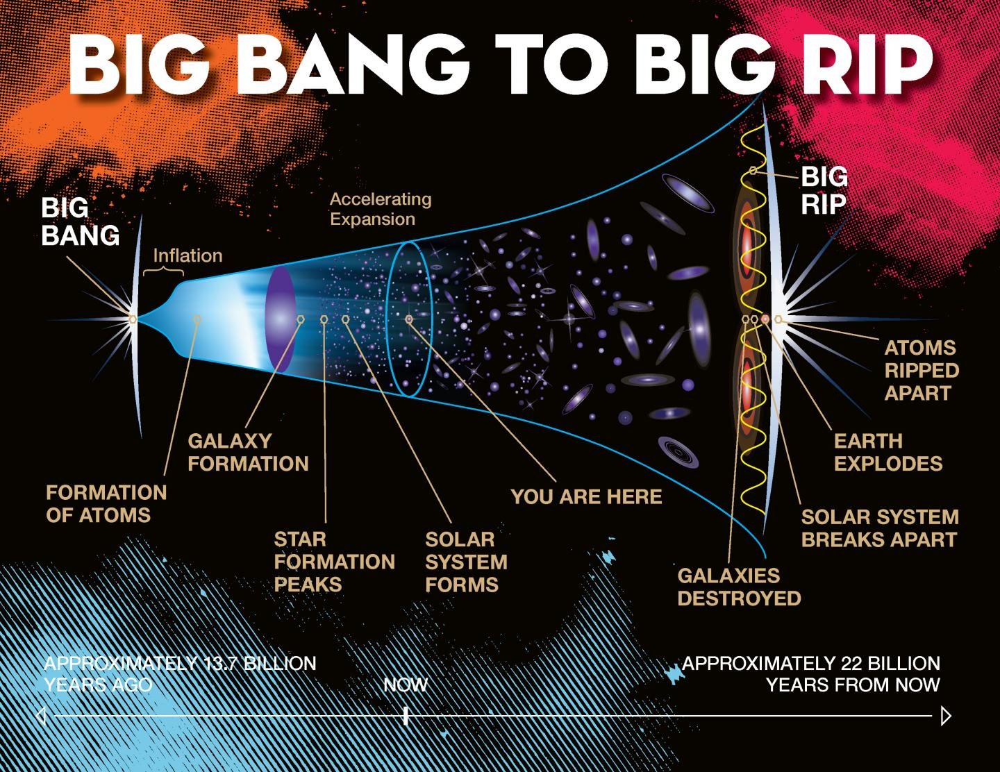 BIG BANG TO BIG RIP
BIG
BANG
Inflation
Accelerating
Expansion
BIG
RIP
ATOMS
RIPPED
APART
EARTH
EXPLODES
SOLAR SYSTEM
BREAKS APART
GALAXIES
DESTROYED
YOU ARE HERE
SOLAR
SYSTEM
FORMS
STAR
FORMATION
PEAKS
GALAXY
FORMATION
FORMATION
OF ATOMS
APPROXIMATELY 13.7 BILLION
YEARS AGO
NOW
APPROXIMATELY 22 BILLION
YEARS FROM NOW